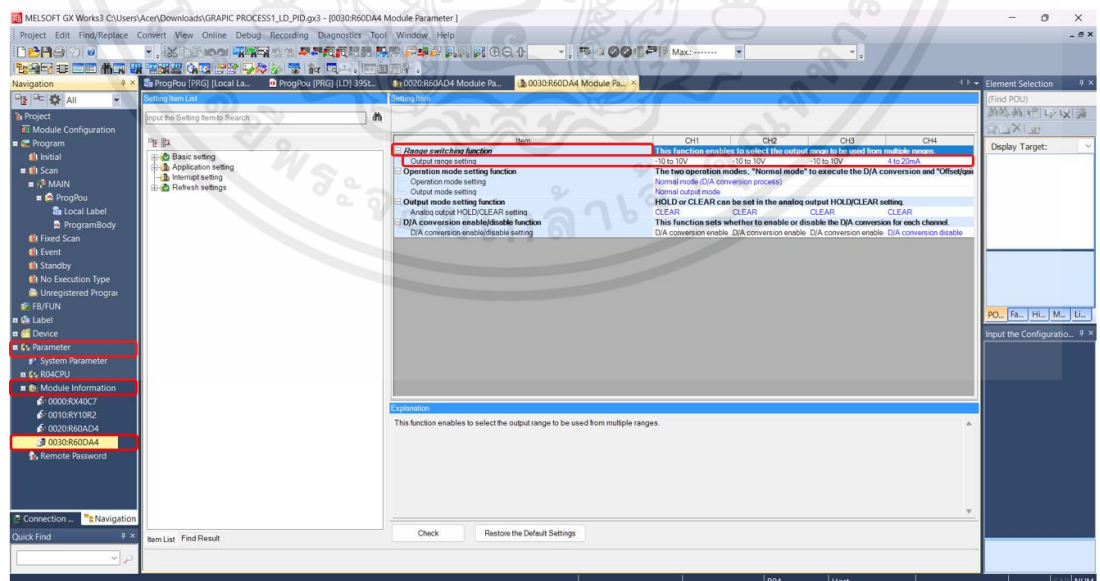 MELSOFT GX Works3 C:\Users\Acer\Downloads\GRAPIC PROCESS1_LD_PID.gx3 - [0030:R60DA4 Module Parameter ]
Project Edit Find/Replace Convert View Online Debug Recording Diagnostics Tool Window Help
Max.: -------
Navigation
All
Project
Module Configuration
Program
Initial
Scan
MAIN
ProgPou
Local Label
ProgramBody
Fixed Scan
Event
Standby
No Execution Type
Unregistered Program
FB/FUN
Label
Device
Parameter
System Parameter
R04CPU
Module Information
0000:RX40C7
0010:RY10R2
0020:R60AD4
0030:R60DA4
Remote Password
Connection ... Navigation
Quick Find
ProgPou [PRG] [Local La... ProgPou [PRG] [LD] 39St... 0020:R60AD4 Module Pa... 0030:R60DA4 Module Pa...
Setting Item List
Input the Setting Item to Search
Basic setting
Application setting
Interrupt setting
Refresh settings
Item List Find Result
Setting Item
Item CH1 CH2 CH3 CH4
Range switching function This function enables to select the output range to be used from multiple ranges.
Output range setting -10 to 10V -10 to 10V -10 to 10V 4 to 20mA
Operation mode setting function The two operation modes, "Normal mode" to execute the D/A conversion and "Offset/gain
Operation mode setting Normal mode (D/A conversion process)
Output mode setting Normal output mode
Output mode setting function HOLD or CLEAR can be set in the analog output HOLD/CLEAR setting.
Analog output HOLD/CLEAR setting CLEAR CLEAR CLEAR CLEAR
D/A conversion enable/disable function This function sets whether to enable or disable the D/A conversion for each channel.
D/A conversion enable/disable setting D/A conversion enable D/A conversion enable D/A conversion enable D/A conversion disable
Explanation
This function enables to select the output range to be used from multiple ranges.
Check Restore the Default Settings
Element Selection
(Find POU)
Display Target:
PO... Fa... Hi... M... Li...
Input the Configuratio...
R04 Host CAP NUM